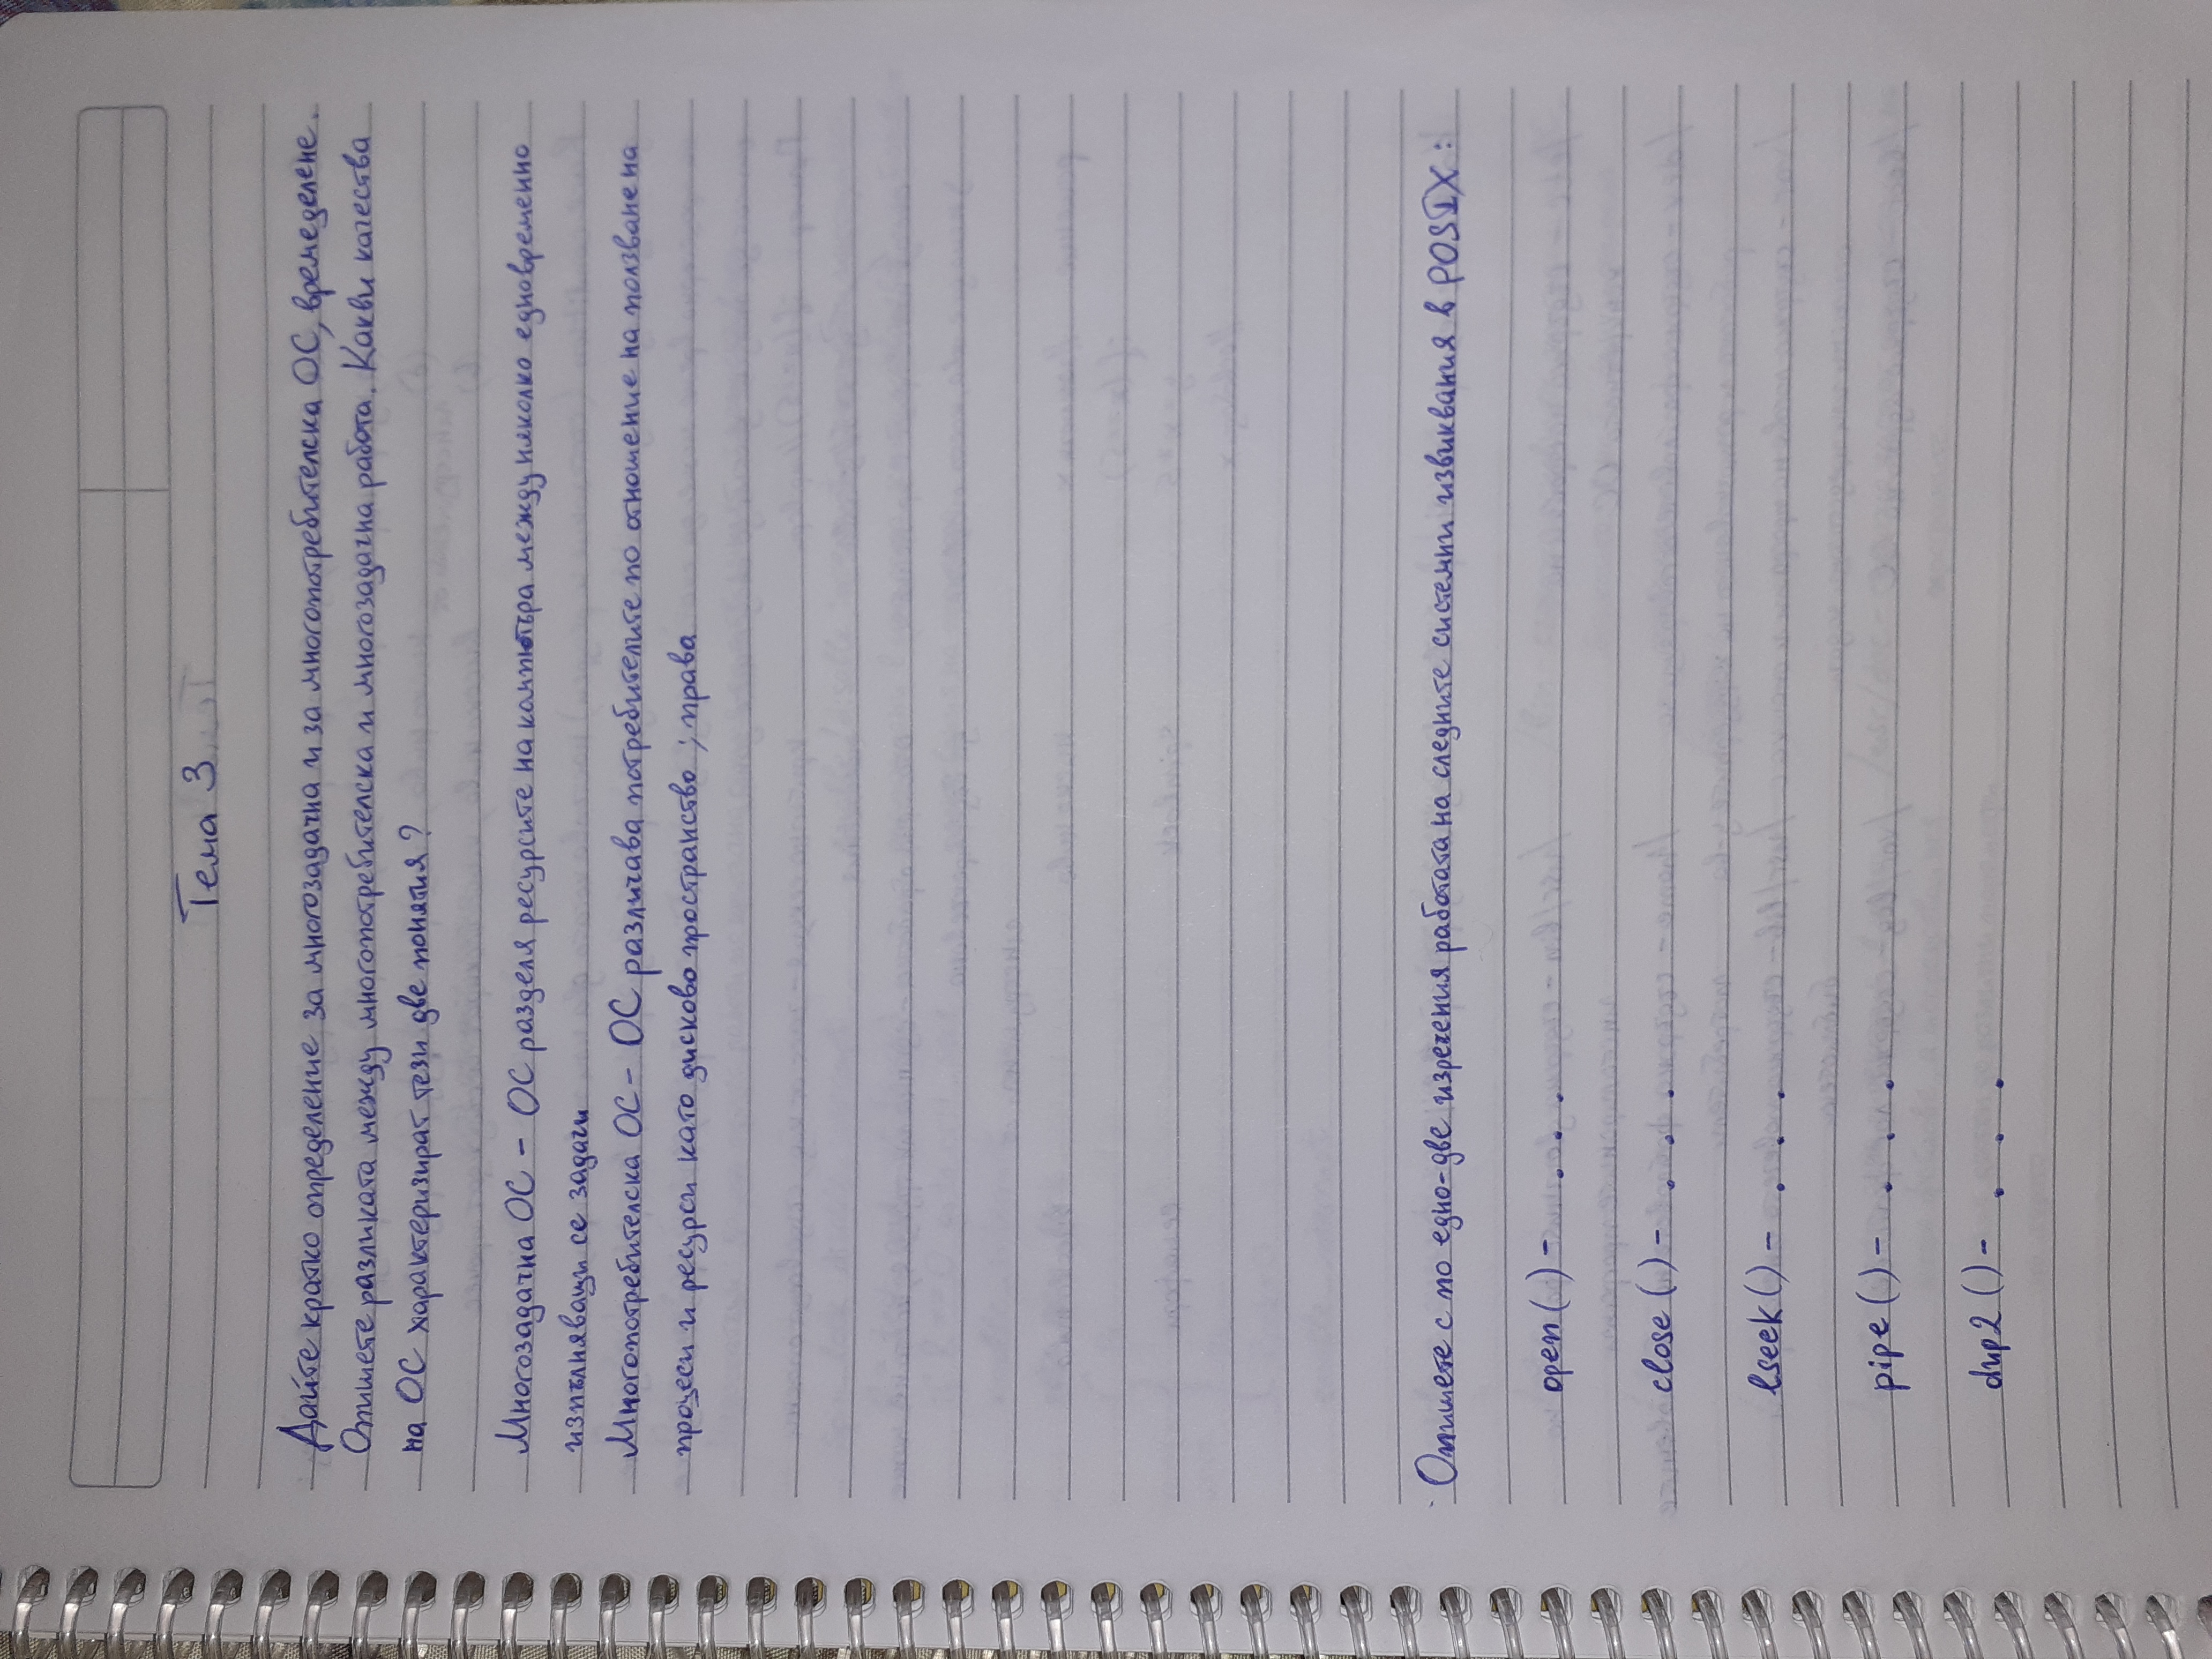 Тема 3
Дайте кратко определение за многозадачна и за многопотребителска ОС, времеделене.
Опишете разликата между многопотребителска и многозадачна работа. Какви качества
на ОС характеризират тези две понятия?
Многозадачна ОС - ОС разделя ресурсите на компютъра между няколко едновременно
изпълняващи се задачи
Многопотребителска ОС - ОС различава потребителите по отношение на ползване на
процеси и ресурси като дисково пространство; права
Опишете с по едно-две изречения работата на следните системни извиквания в POSIX:
open() - . . .
close() - . . .
lseek() - . . .
pipe() - . . .
dup2() - . . .